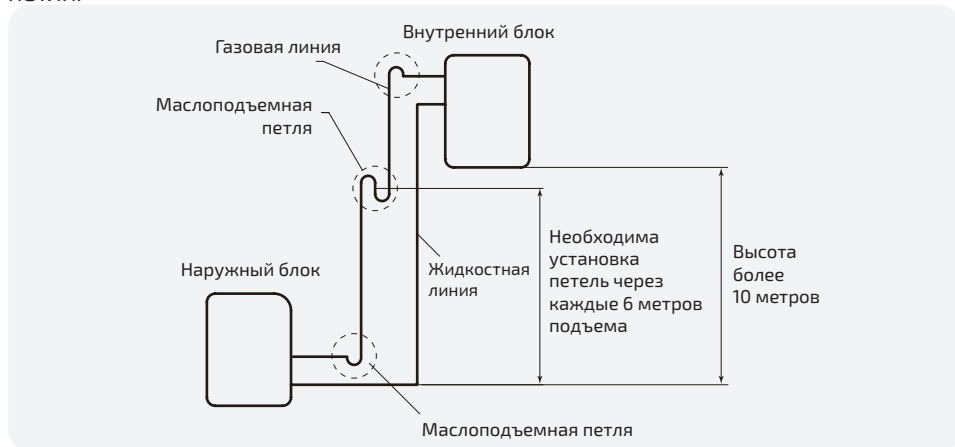 Внутренний блок
Газовая линия
Маслоподъемная
петля
Необходима
установка
петель через
каждые 6 метров
подъема
Высота
более
10 метров
Наружный блок
Жидкостная
линия
Маслоподъемная петля